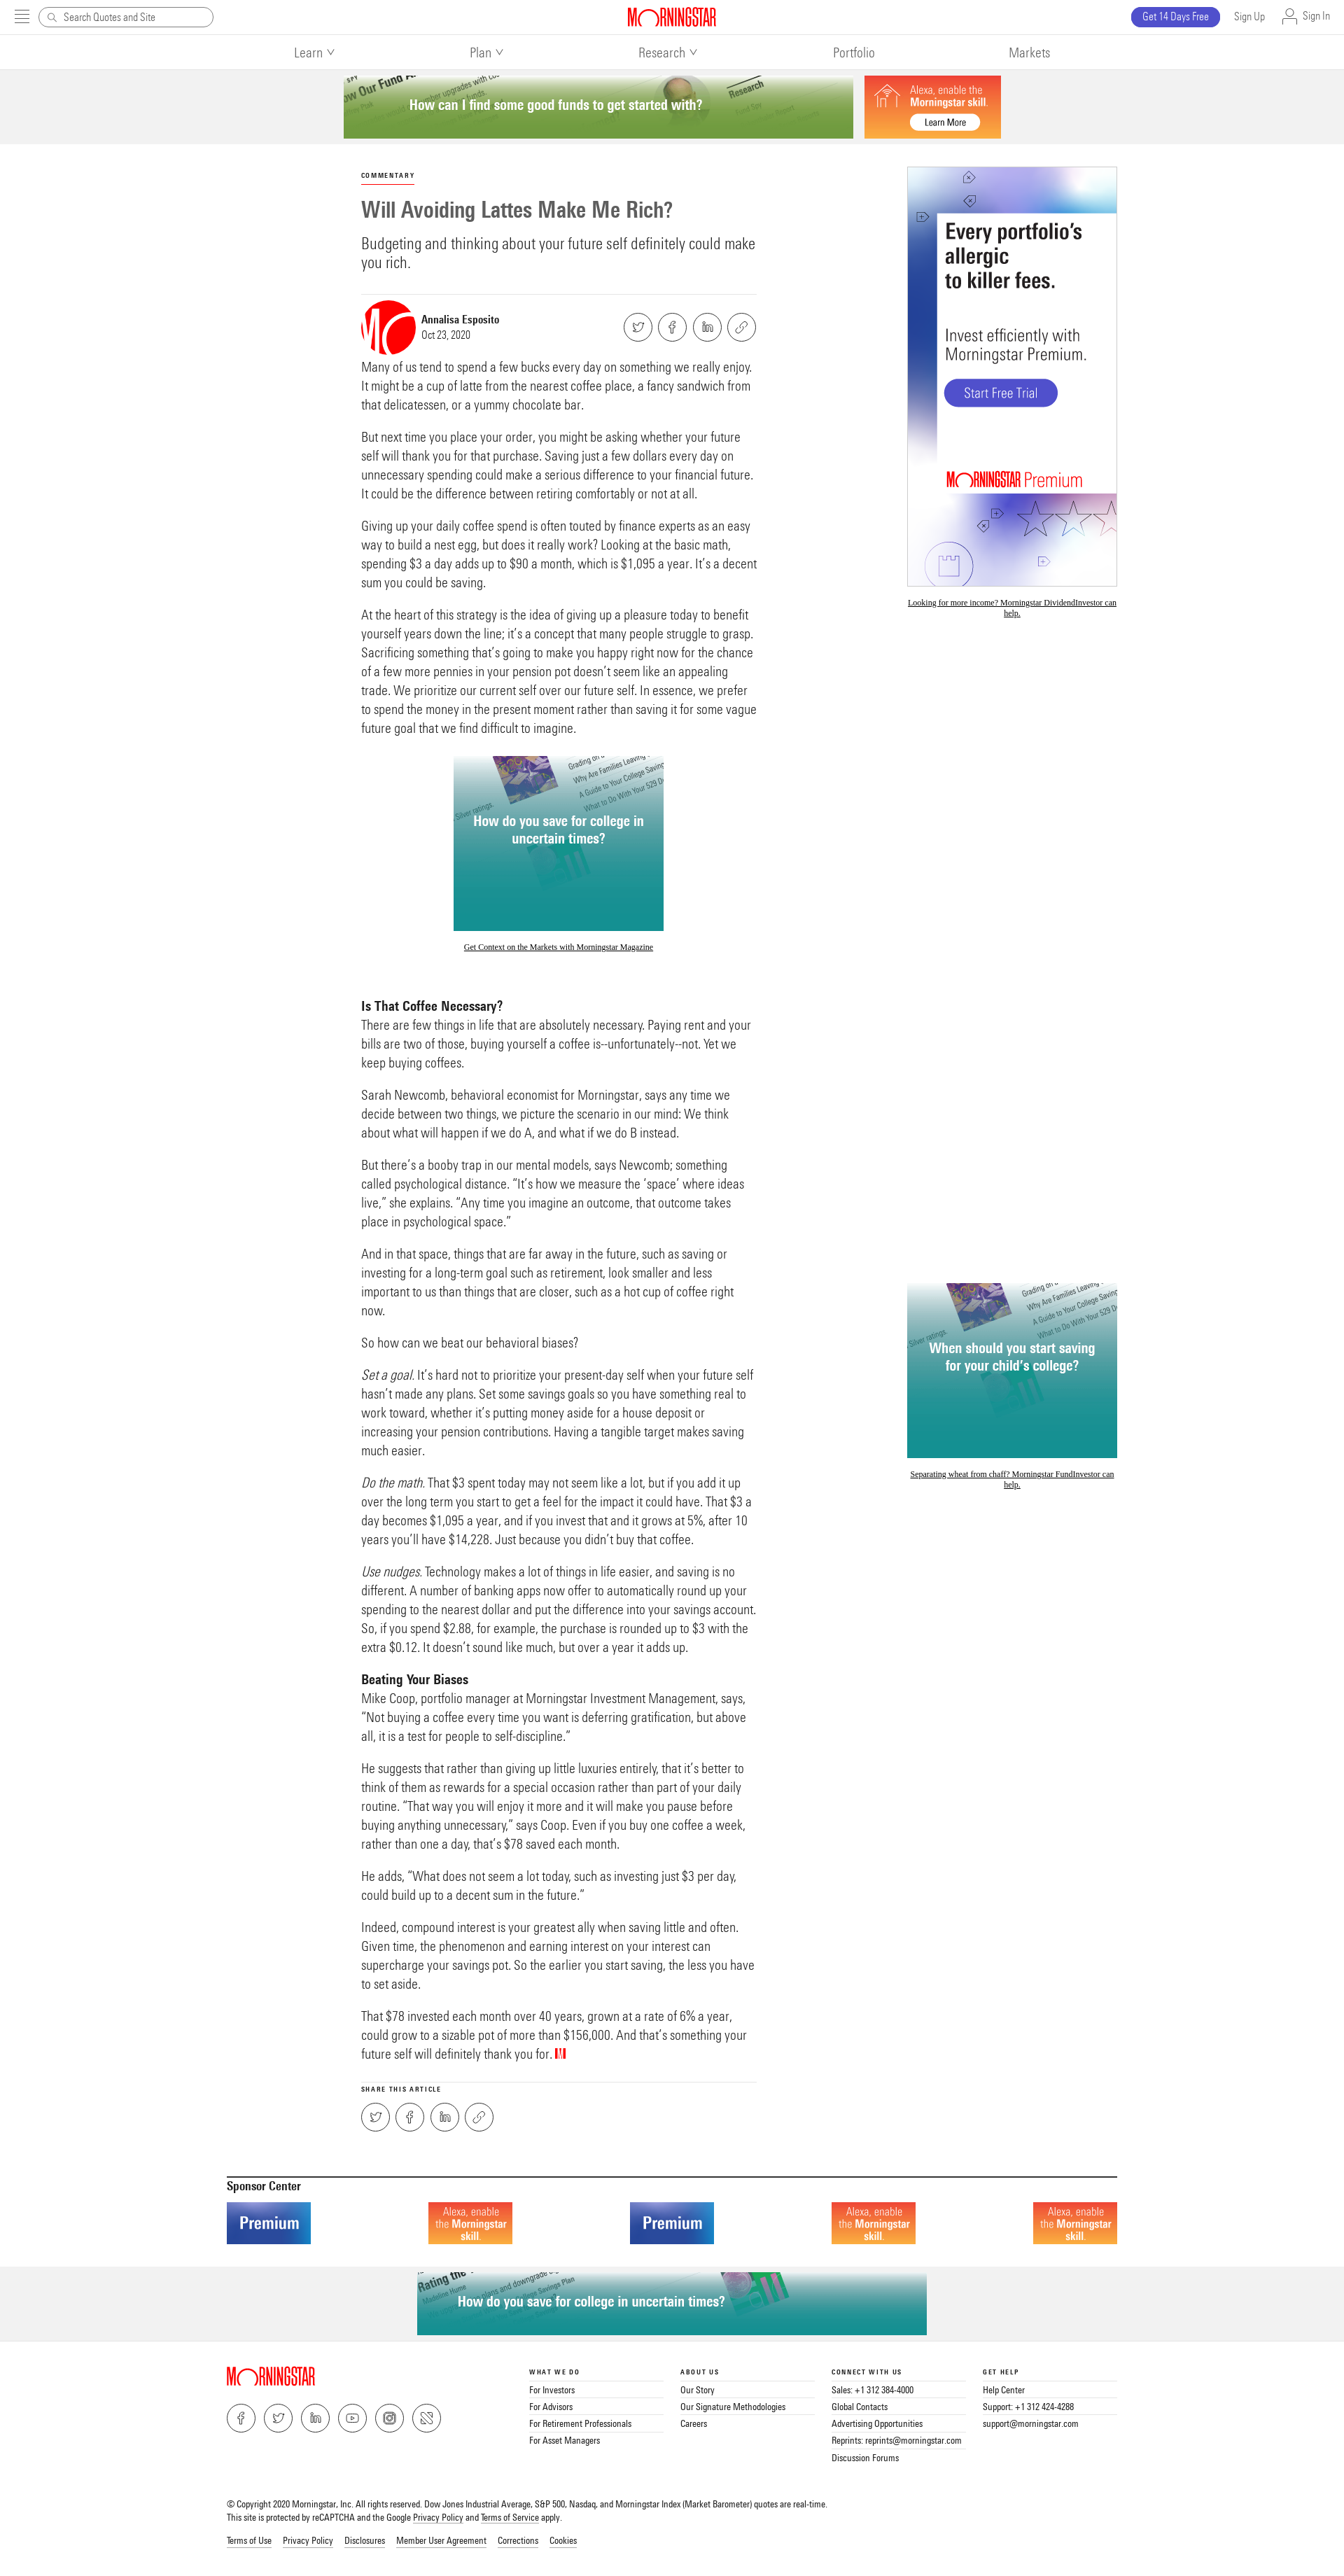 Search Quotes and Site
MORNINGSTAR
Get 14 Days Free
Sign Up
Sign In
Learn
Plan
Research
Portfolio
Markets
How can I find some good funds to get started with?
Research
Alexa, enable the
Morningstar skill.
Learn More
COMMENTARY
Will Avoiding Lattes Make Me Rich?
Budgeting and thinking about your future self definitely could make
you rich.
Analisa Esposito
Oct 23, 2020
Many of us tend to spend a few bucks every day on something we really enjoy.
It might be a cup of latte from the nearest coffee place, a fancy sandwich from
that delicatessen, or a yummy chocolate bar.
But next time you place your order, you might be asking whether your future
self will thank you for that purchase. Saving just a few dollars every day on
unnecessary spending could make a serious difference to your financial future.
It could be the difference between retiring comfortably or not at all.
Giving up your daily coffee spend is often touted by finance experts as an easy
way to build a nest egg, but does it really work? Looking at the basic math,
spending $3 a day adds up to $90 a month, which is $1,095 a year. It's a decent
sum you could be saving.
At the heart of this strategy is the idea of giving up a pleasure today to benefit
yourself years down the line; it's a concept that many people struggle to grasp.
Sacrificing something that's going to make you happy right now for the chance
of a few more pennies in your pension pot doesn't seem like an appealing
trade. We prioritize our current self over our future self. In essence, we prefer
to spend the money in the present moment rather than saving it for some vague
future goal that we find difficult to imagine.
Why Are Families Leaving
A Guide to Your College Saving
What to Do With Your 529
How do you save for college in
uncertain times?
Get Context on the Markets with Morningstar Magazine
Is That Coffee Necessary?
There are few things in life that are absolutely necessary. Paying rent and your
bills are two of those, buying yourself a coffee is--unfortunately--not. Yet we
keep buying coffees.
Sarah Newcomb, behavioral economist for Morningstar, says any time we
decide between two things, we picture the scenario in our mind: We think
about what will happen if we do A, and what if we do B instead.
But there's a booby trap in our mental models, says Newcomb; something
called psychological distance. "It's how we measure the 'space' where ideas
live," she explains. "Any time you imagine an outcome, that outcome takes
place in psychological space."
And in that space, things that are far away in the future, such as saving or
investing for a long-term goal such as retirement, look smaller and less
important to us than things that are closer, such as a hot cup of coffee right
now.
So how can we beat our behavioral biases?
Set a goal. It's hard not to prioritize your present-day self when your future self
hasn't made any plans. Set some savings goals so you have something real to
work toward, whether it's putting money aside for a house deposit or
increasing your pension contributions. Having a tangible target makes saving
much easier.
Do the math. That $3 spent today may not seem like a lot, but if you add it up
over the long term you start to get a feel for the impact it could have. That $3 a
day becomes $1,095 a year, and if you invest that and it grows at 5%, after 10
years you'll have $14,228. Just because you didn't buy that coffee.
Use nudges. Technology makes a lot of things in life easier, and saving is no
different. A number of banking apps now offer to automatically round up your
spending to the nearest dollar and put the difference into your savings account.
So, if you spend $2.88, for example, the purchase is rounded up to $3 with the
extra $0.12. It doesn't sound like much, but over a year it adds up.
Beating Your Biases
Mike Coop, portfolio manager at Morningstar Investment Management, says,
"Not buying a coffee every time you want is deferring gratification, but above
all, it is a test for people to self-discipline."
He suggests that rather than giving up little luxuries entirely, that it's better to
think of them as rewards for a special occasion rather than part of your daily
routine. "That way you will enjoy it more and it will make you pause before
buying anything unnecessary," says Coop. Even if you buy one coffee a week,
rather than one a day, that's $78 saved each month.
He adds, "What does not seem a lot today, such as investing just $3 per day,
could build up to a decent sum in the future."
Indeed, compound interest is your greatest ally when saving little and often.
Given time, the phenomenon and earning interest on your interest can
supercharge your savings pot. So the earlier you start saving, the less you have
to set aside.
That $78 invested each month over 40 years, grown at a rate of 6% a year,
could grow to a sizable pot of more than $156,000. And that's something your
future self will definitely thank you for.
SHARE THIS ARTICLE
Every portfolio's
allergic
to killer fees.
Invest efficiently with
Morningstar Premium.
Start Free Trial
MORNINGSTAR Premium
Looking for more income? Morningstar DividendInvestor can
help.
Why Are Families Leaving
A Guide to Your College Saving
What to Do With Your 529
When should you start saving
for your child's college?
Separating wheat from chaff? Morningstar FundInvestor can
help.
Sponsor Center
Premium
Alexa, enable
the Morningstar
skill.
Premium
Alexa, enable
the Morningstar
skill.
Alexa, enable
the Morningstar
skill.
Rating the
How do you save for college in uncertain times?
MORNINGSTAR
WHAT WE DO
For Investors
For Advisors
For Retirement Professionals
For Asset Managers
ABOUT US
Our Story
Our Signature Methodologies
Careers
CONNECT WITH US
Sales: +1 312 384-4000
Global Contacts
Advertising Opportunities
Reprints: reprints@morningstar.com
Discussion Forums
GET HELP
Help Center
Support: +1 312 424-4288
support@morningstar.com
© Copyright 2020 Morningstar, Inc. All rights reserved. Dow Jones Industrial Average, S&P 500, Nasdaq, and Morningstar Index (Market Barometer) quotes are real-time.
This site is protected by reCAPTCHA and the Google Privacy Policy and Terms of Service apply.
Terms of Use Privacy Policy Disclosures Member User Agreement Corrections Cookies